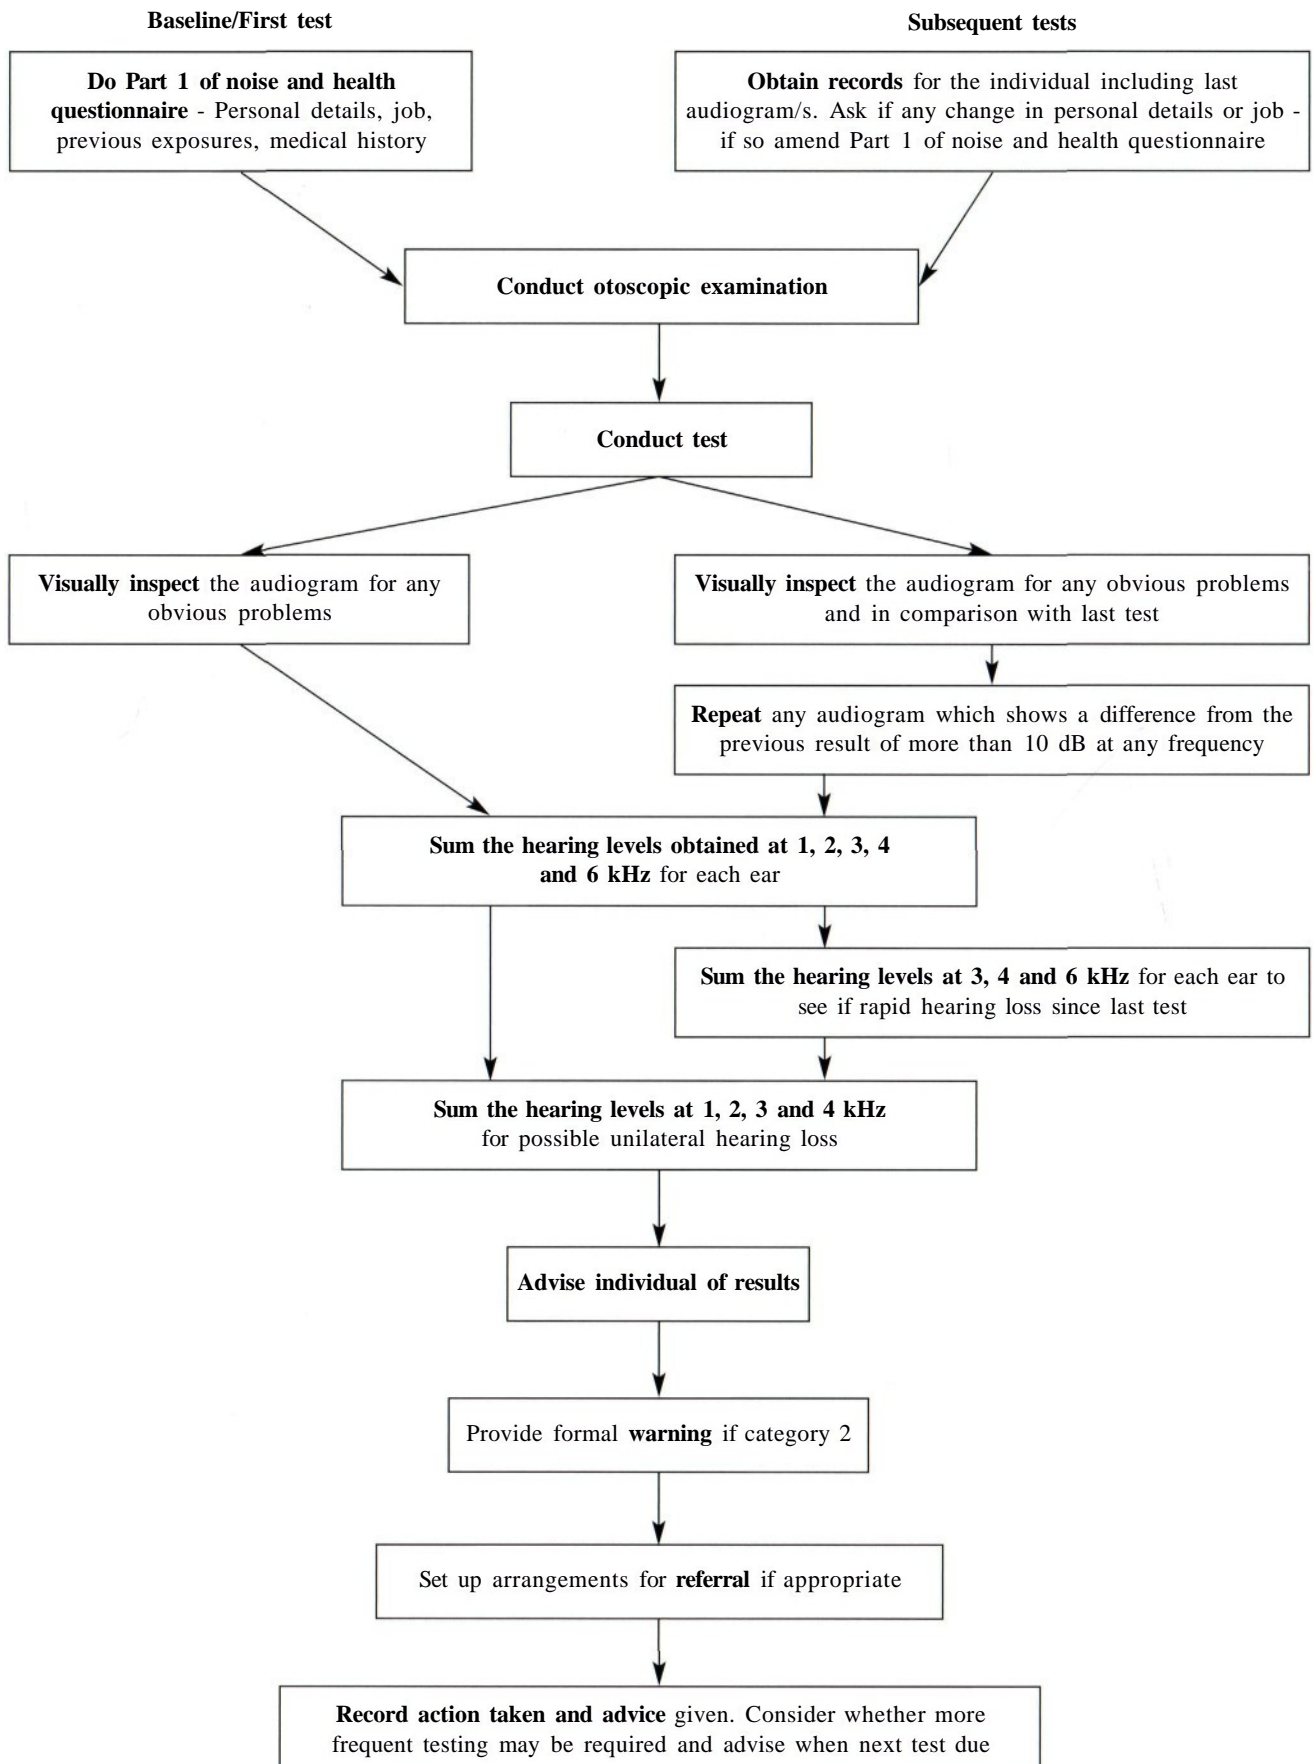 Baseline/First test
Subsequent tests
Do Part 1 of noise and health
questionnaire - Personal details, job,
previous exposures, medical history
Obtain records for the individual including last
audiogram/s. Ask if any change in personal details or job -
if so amend Part 1 of noise and health questionnaire
Conduct otoscopic examination
Conduct test
Visually inspect the audiogram for any
obvious problems
Visually inspect the audiogram for any obvious problems
and in comparison with last test
Repeat any audiogram which shows a difference from the
previous result of more than 10 dB at any frequency
Sum the hearing levels obtained at 1, 2, 3, 4
and 6 kHz for each ear
Sum the hearing levels at 3, 4 and 6 kHz for each ear to
see if rapid hearing loss since last test
Sum the hearing levels at 1, 2, 3 and 4 kHz
for possible unilateral hearing loss
Advise individual of results
Provide formal warning if category 2
Set up arrangements for referral if appropriate
Record action taken and advice given. Consider whether more
frequent testing may be required and advise when next test due